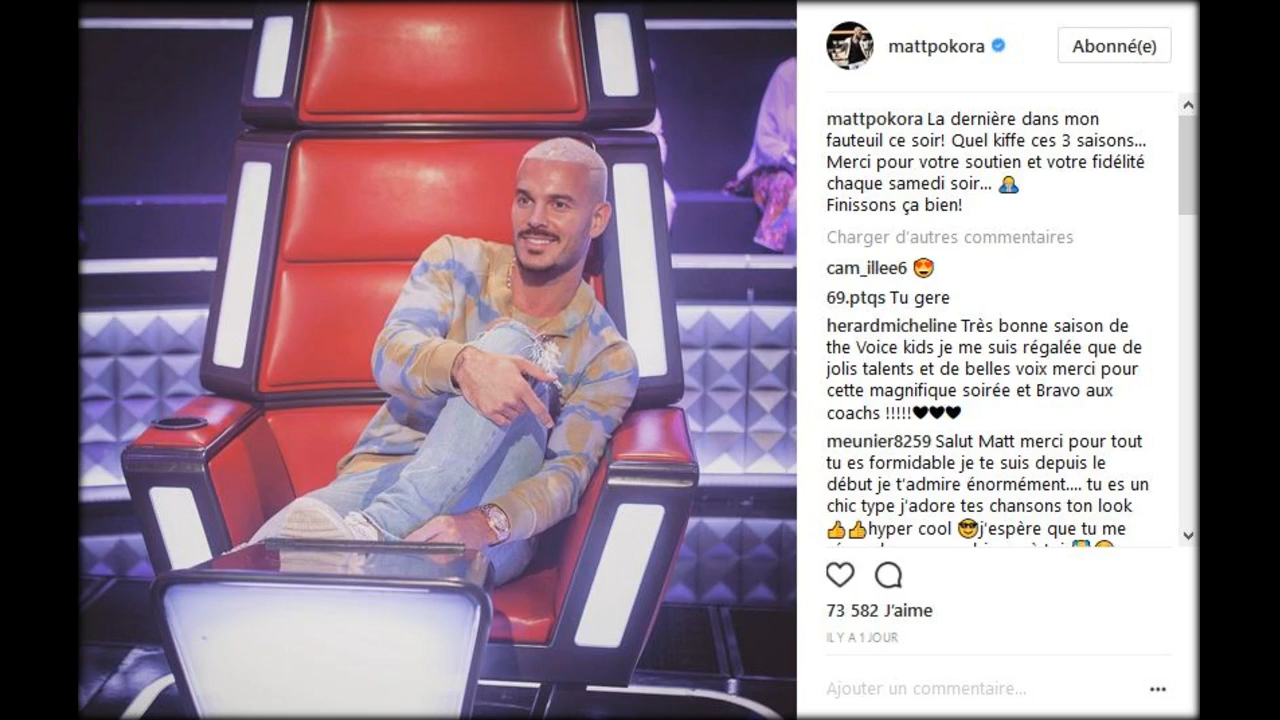 mattpokora
Abonné(e)
mattpokora La dernière dans mon
fauteuil ce soir! Quel kiffe ces 3 saisons...
Merci pour votre soutien et votre fidélité
chaque samedi soir... 🙇‍♂️
Finissons ça bien!
Charger d'autres commentaires
cam_illee6 😍
69.ptqs Tu gere
herardmicheline Très bonne saison de
the Voice kids je me suis régalée que de
jolis talents et de belles voix merci pour
cette magnifique soirée et Bravo aux
coachs !!!!!🖤🖤🖤
meunier8259 Salut Matt merci pour tout
tu es formidable je te suis depuis le
début je t'admire énormément.... tu es un
chic type j'adore tes chansons ton look
👍👍hyper cool 😎j'espère que tu me
73 582 J'aime
IL Y A 1 JOUR
Ajouter un commentaire...